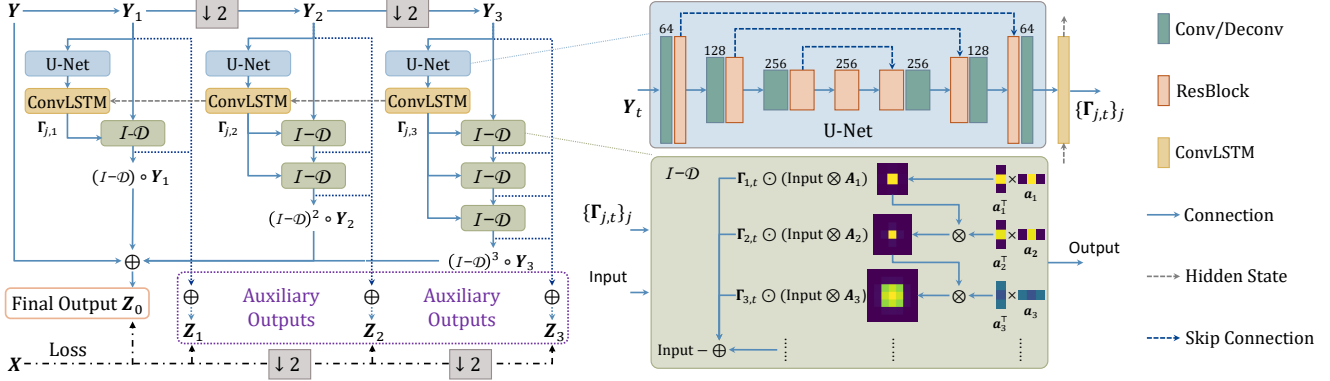 Y Y₁ ↓2 Y₂ ↓2 Y₃
U-Net U-Net U-Net
ConvLSTM ConvLSTM ConvLSTM
Γⱼ,₁ Γⱼ,₂ Γⱼ,₃
I−𝒟 I−𝒟 I−𝒟
I−𝒟 I−𝒟
I−𝒟
(I−𝒟) ∘ Y₁
(I−𝒟)² ∘ Y₂
(I−𝒟)³ ∘ Y₃
⊕
Final Output Z₀
⊕ Auxiliary Outputs ⊕ Auxiliary Outputs ⊕
Z₁ Z₂ Z₃
Loss
X ↓2 ↓2
64 128 256 256 256 128 64
Yₜ
U-Net
{Γⱼ,ₜ}ⱼ
I−𝒟
{Γⱼ,ₜ}ⱼ
Input
Γ₁,ₜ ⊙ (Input ⊗ A₁)
a₁ᵀ × a₁
Γ₂,ₜ ⊙ (Input ⊗ A₂)
⊗ a₂ᵀ × a₂
Γ₃,ₜ ⊙ (Input ⊗ A₃)
⊗ a₃ᵀ × a₃
Input − ⊕
Output
Conv/Deconv
ResBlock
ConvLSTM
Connection
Hidden State
Skip Connection